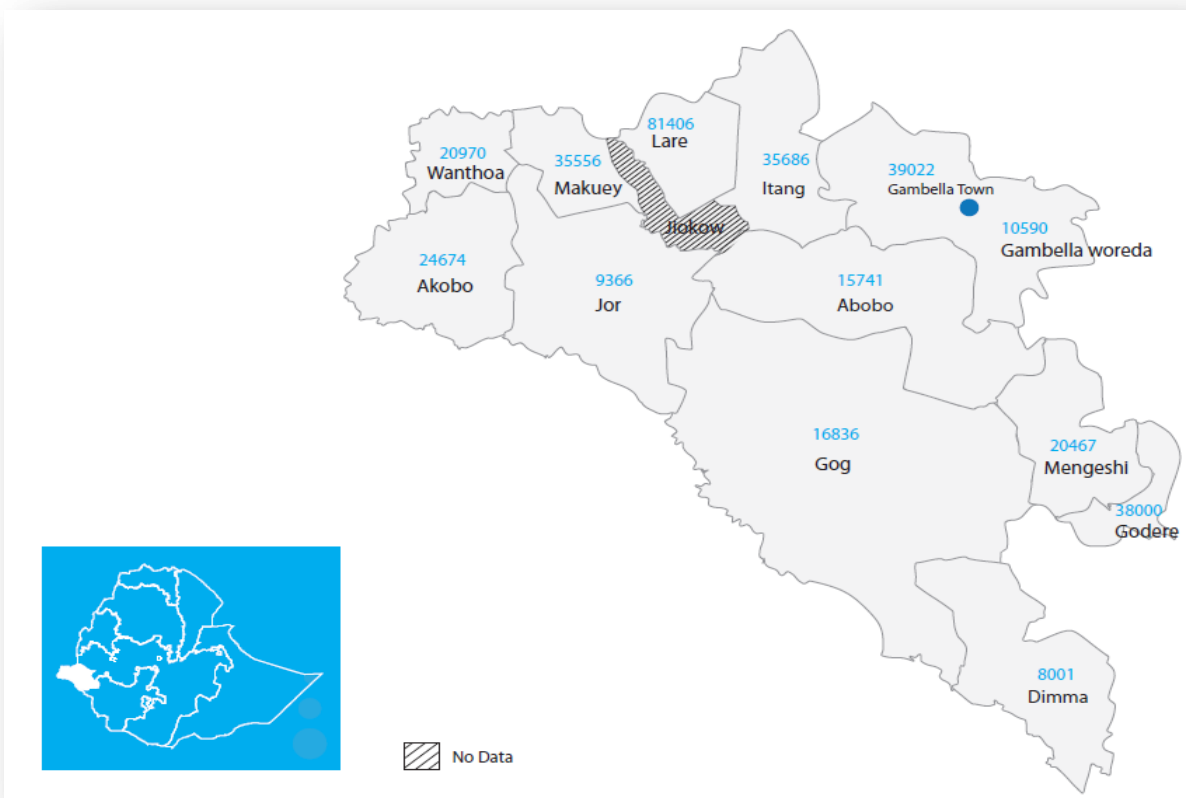 81406
Lare
20970
Wanthoa
35556
Makuey
35686
Itang
39022
Gambella Town
10590
Gambella woreda
Jiokow
24674
Akobo
9366
Jor
15741
Abobo
16836
Gog
20467
Mengeshi
38000
Godere
8001
Dimma
No Data